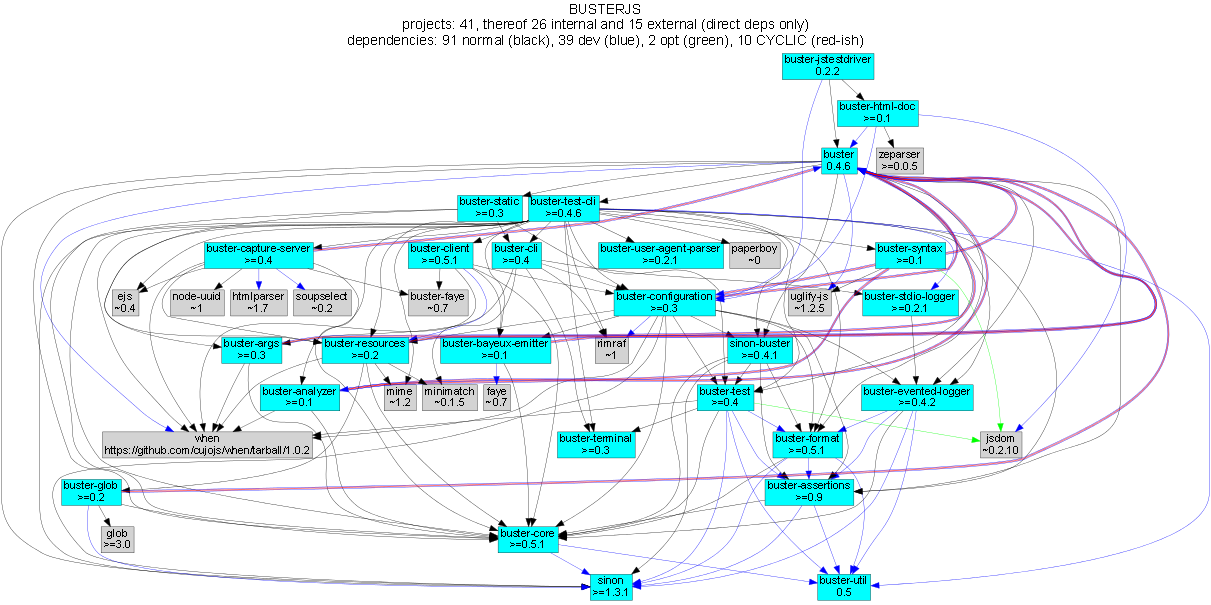 BUSTERJS
projects: 41, thereof 26 internal and 15 external (direct deps only)
dependencies: 91 normal (black), 39 dev (blue), 2 opt (green), 10 CYCLIC (red-ish)
buster-jstestdriver
0.2.2
buster-html-doc
>=0.1
buster
0.4.6
zeparser
>=0.0.5
buster-static
>=0.3
buster-test-cli
>=0.4.6
buster-capture-server
>=0.4
buster-client
>=0.5.1
buster-cli
>=0.4
buster-user-agent-parser
>=0.2.1
paperboy
~0
buster-syntax
>=0.1
ejs
~0.4
node-uuid
~1
htmlparser
~1.7
soupselect
~0.2
buster-faye
~0.7
buster-configuration
>=0.3
uglify-js
~1.2.5
buster-stdio-logger
>=0.2.1
buster-args
>=0.3
buster-resources
>=0.2
buster-bayeux-emitter
>=0.1
rimraf
~1
sinon-buster
>=0.4.1
buster-analyzer
>=0.1
mime
~1.2
minimatch
~0.1.5
faye
~0.7
buster-test
>=0.4
buster-evented-logger
>=0.4.2
when
https://github.com/cujojs/when/tarball/1.0.2
buster-terminal
>=0.3
buster-format
>=0.5.1
jsdom
~0.2.10
buster-glob
>=0.2
buster-assertions
>=0.9
glob
>=3.0
buster-core
>=0.5.1
sinon
>=1.3.1
buster-util
0.5